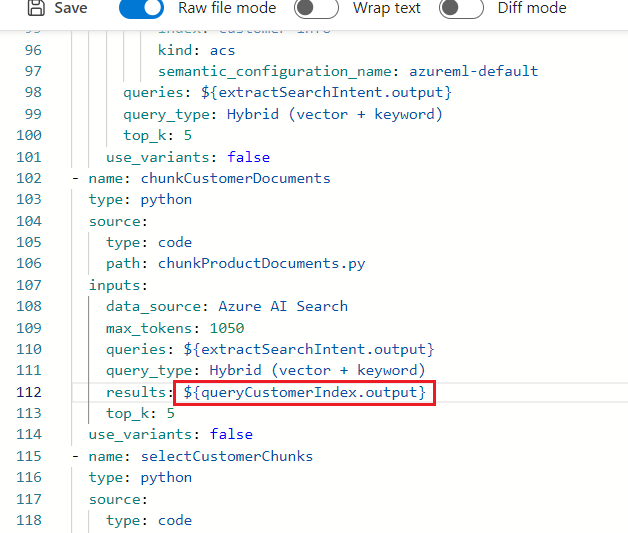 Save Raw file mode Wrap text Diff mode
95 index: customer-info
96 kind: acs
97 semantic_configuration_name: azureml-default
98 queries: ${extractSearchIntent.output}
99 query_type: Hybrid (vector + keyword)
100 top_k: 5
101 use_variants: false
102 - name: chunkCustomerDocuments
103 type: python
104 source:
105 type: code
106 path: chunkProductDocuments.py
107 inputs:
108 data_source: Azure AI Search
109 max_tokens: 1050
110 queries: ${extractSearchIntent.output}
111 query_type: Hybrid (vector + keyword)
112 results: ${queryCustomerIndex.output}
113 top_k: 5
114 use_variants: false
115 - name: selectCustomerChunks
116 type: python
117 source:
118 type: code